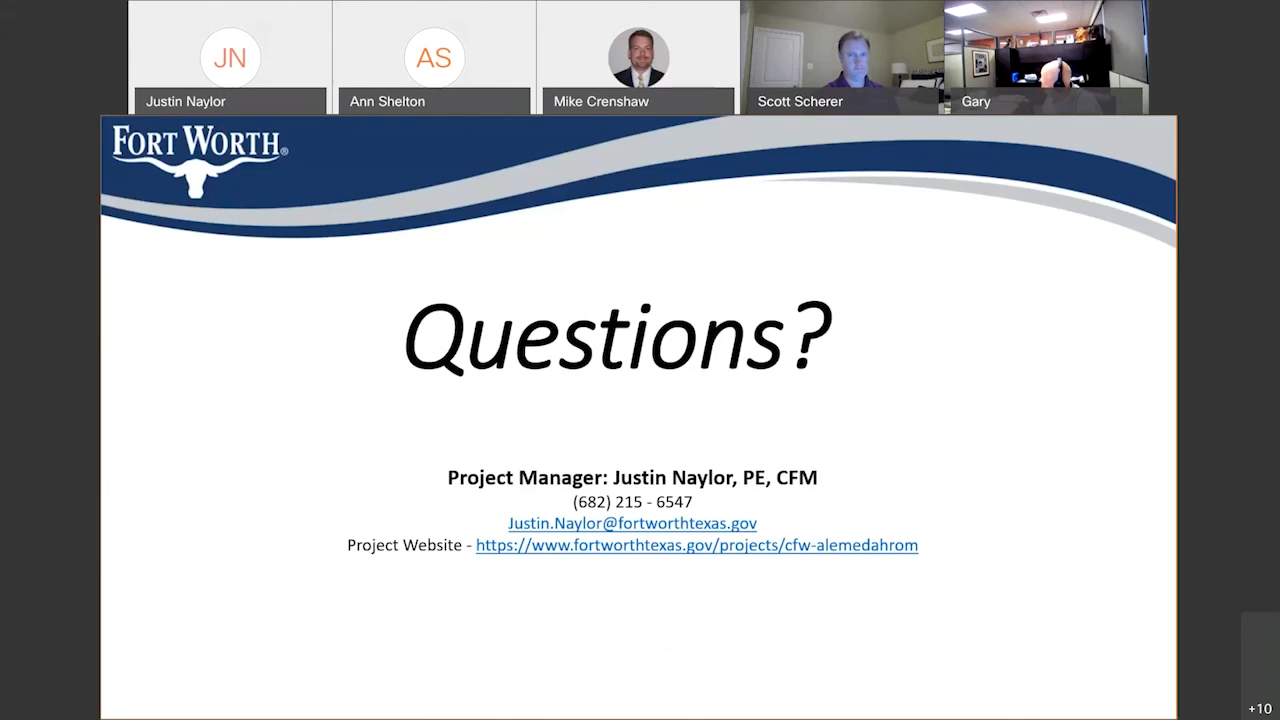 JN
AS
Justin Naylor
Ann Shelton
Mike Crenshaw
Scott Scherer
Gary
FORT WORTH®
Questions?
Project Manager: Justin Naylor, PE, CFM
(682) 215 - 6547
Justin.Naylor@fortworthtexas.gov
Project Website - https://www.fortworthtexas.gov/projects/cfw-alemedahrom
+10